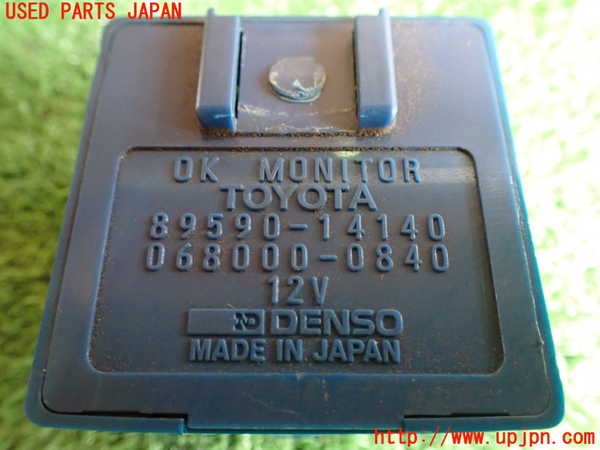 USED PARTS JAPAN
OK MONITOR
TOYOTA
89590-14140
068000-0840
12V
ND DENSO
MADE IN JAPAN
http://www.upjpn.com/